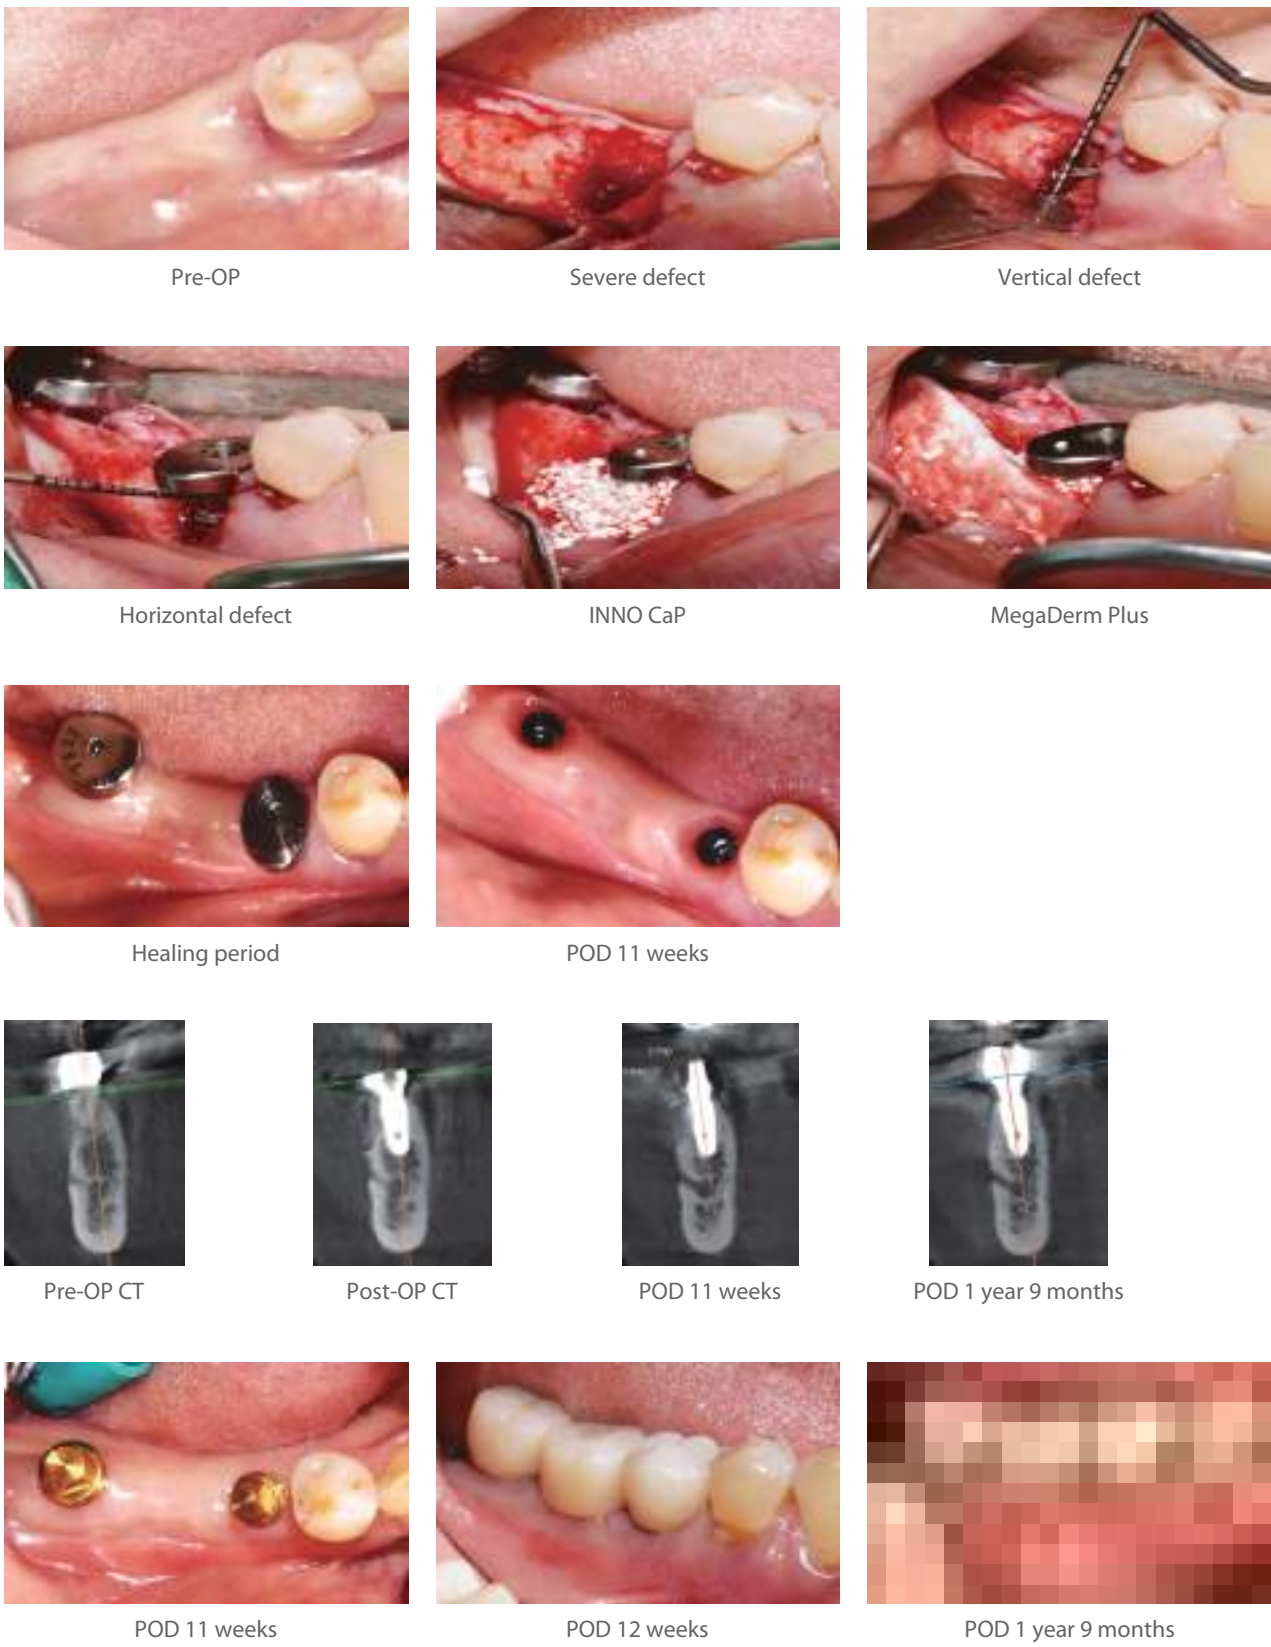 Pre-OP
Severe defect
Vertical defect
Horizontal defect
INNO CaP
MegaDerm Plus
Healing period
POD 11 weeks
Pre-OP CT
Post-OP CT
POD 11 weeks
POD 1 year 9 months
POD 11 weeks
POD 12 weeks
POD 1 year 9 months